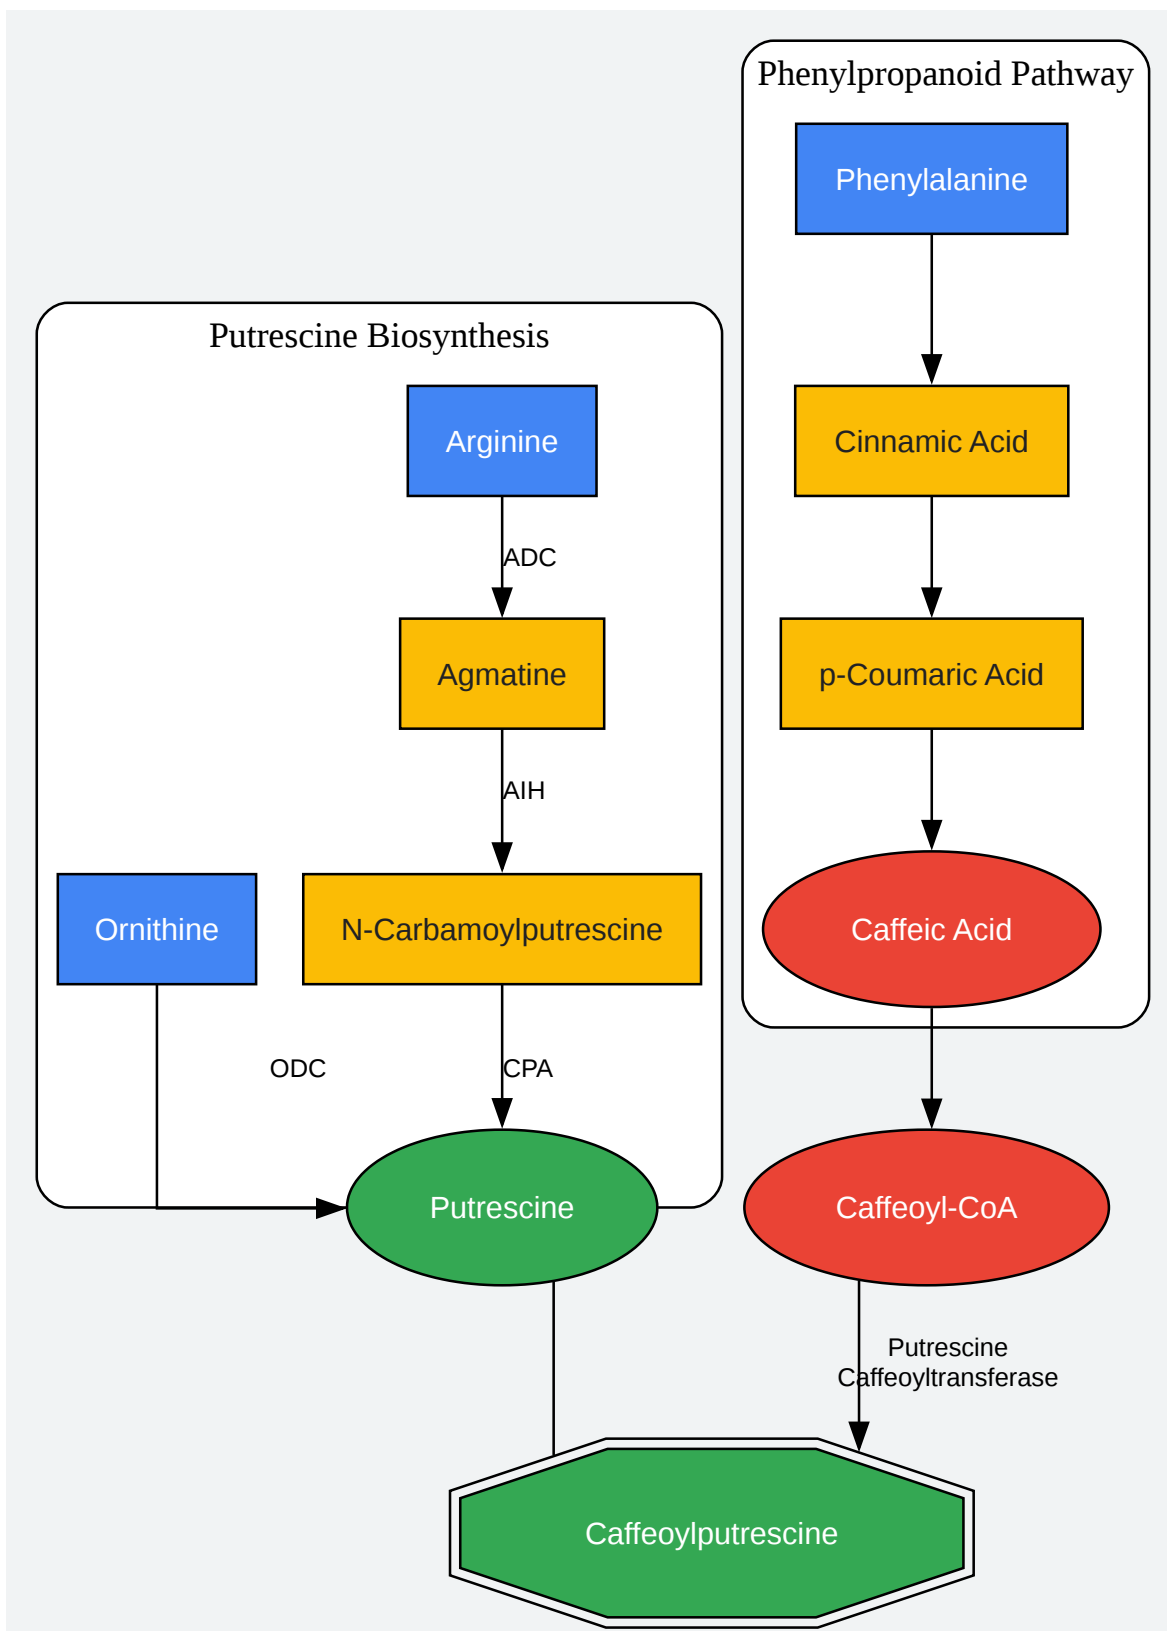 Phenylpropanoid Pathway
Phenylalanine
Putrescine Biosynthesis
Arginine
Cinnamic Acid
ADC
Agmatine
p-Coumaric Acid
AIH
Ornithine
N-Carbamoylputrescine
Caffeic Acid
ODC
CPA
Putrescine
Caffeoyl-CoA
Putrescine
Caffeoyltransferase
Caffeoylputrescine